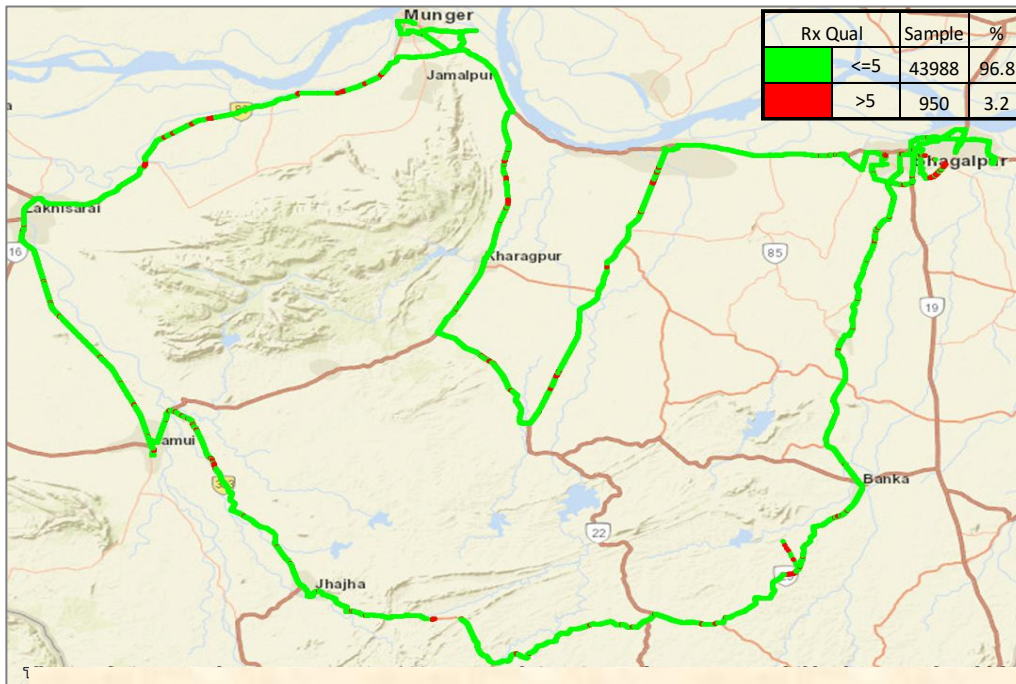 Munger
Rx Qual Sample %
<=5 43988 96.8
>5 950 3.2
Jamalpur
Bhagalpur
Lakhisarai
16
Kharagpur
85
19
Jamui
Banka
22
Jhajha